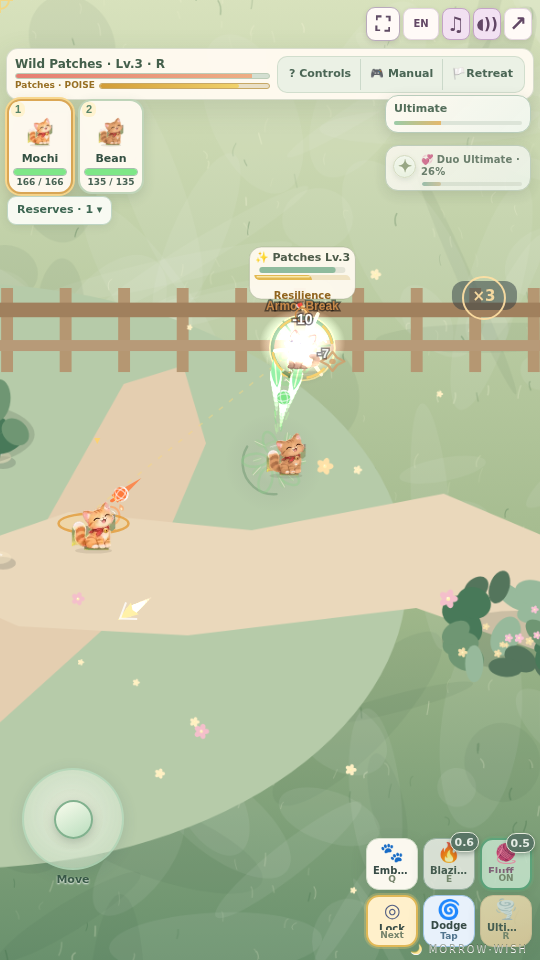 EN
Wild Patches · Lv.3 · R
Patches · POISE
? Controls
🎮 Manual
🏳️Retreat
1
Mochi
166 / 166
2
Bean
135 / 135
Reserves · 1 ▾
Ultimate
💞 Duo Ultimate ·
26%
✨ Patches Lv.3
Resilience
Armor Break
-10
-7
×3
Move
Emb…
Q
0.6
Blazi…
E
0.5
Fluff
ON
Lock
Next
Dodge
Tap
Ulti…
R
🌙 MORROW-WISH